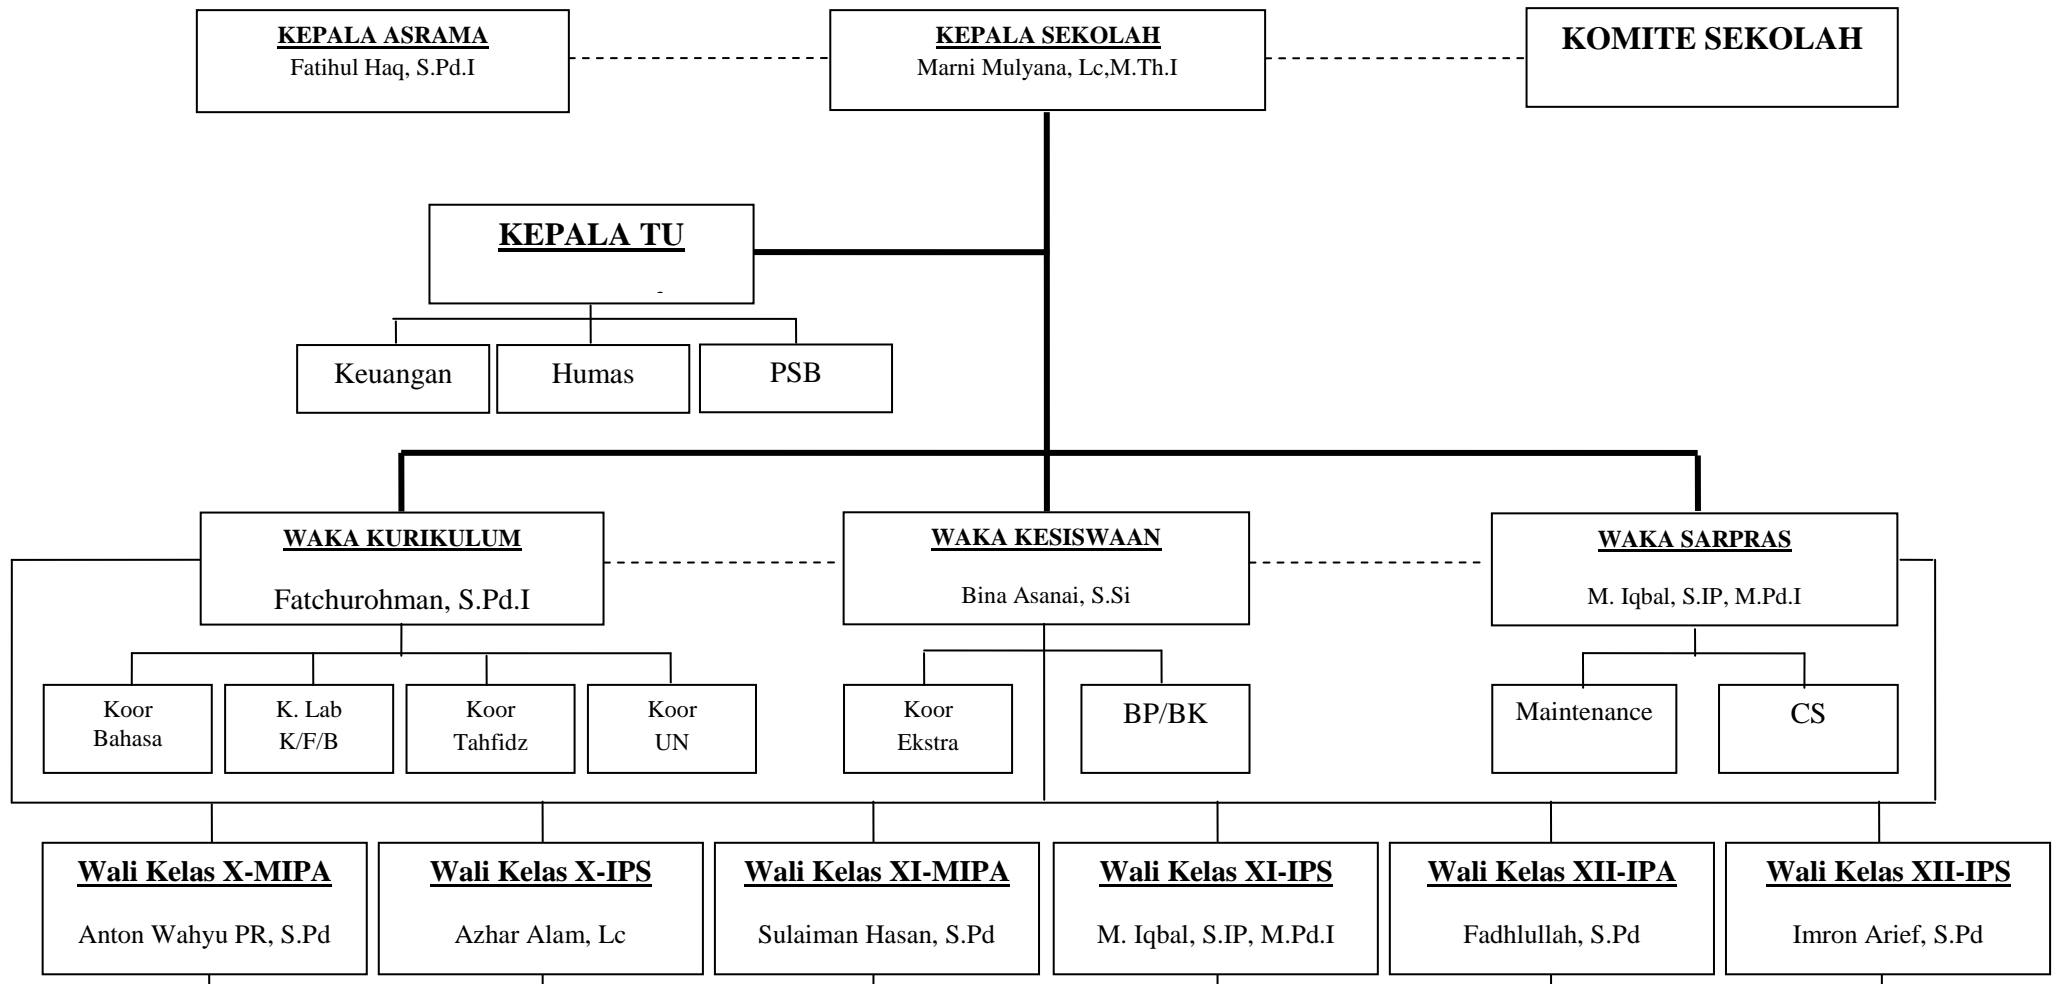 KEPALA ASRAMA
Fatihul Haq, S.Pd.I
KEPALA SEKOLAH
Marni Mulyana, Lc,M.Th.I
KOMITE SEKOLAH
KEPALA TU
-
Keuangan
Humas
PSB
WAKA KURIKULUM
Fatchurohman, S.Pd.I
WAKA KESISWAAN
Bina Asanai, S.Si
WAKA SARPRAS
M. Iqbal, S.IP, M.Pd.I
Koor
Bahasa
K. Lab
K/F/B
Koor
Tahfidz
Koor
UN
Koor
Ekstra
BP/BK
Maintenance
CS
Wali Kelas X-MIPA
Anton Wahyu PR, S.Pd
Wali Kelas X-IPS
Azhar Alam, Lc
Wali Kelas XI-MIPA
Sulaiman Hasan, S.Pd
Wali Kelas XI-IPS
M. Iqbal, S.IP, M.Pd.I
Wali Kelas XII-IPA
Fadhlullah, S.Pd
Wali Kelas XII-IPS
Imron Arief, S.Pd